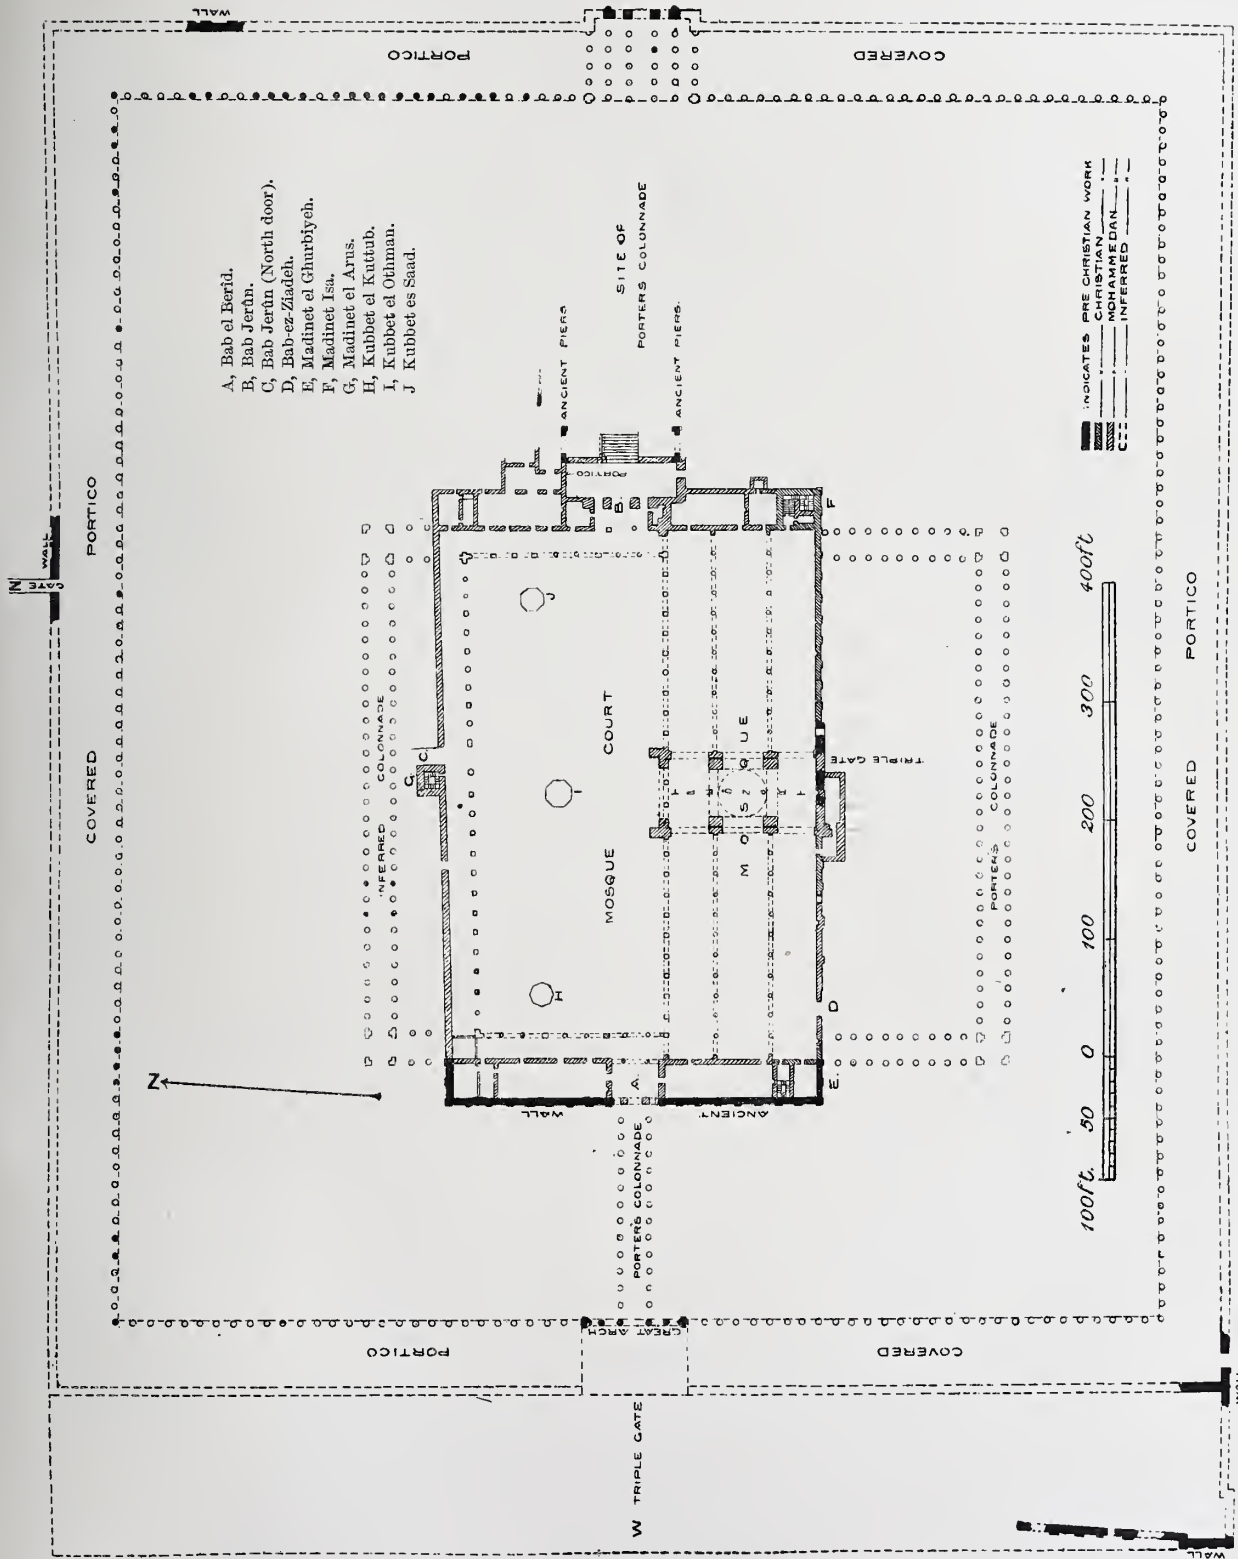 WALL
PORTICO
COVERED
A, Bab el Berid.
B, Bab Jerûn.
C, Bab Jerûn (North door).
D, Bab-ez-Ziadeh.
E, Madinet el Ghurbiyeh.
F, Madinet Isa.
G, Madinet el Arus.
H, Kubbet el Kuttub.
I, Kubbet el Othman.
J Kubbet es Saad.
SITE OF
PORTERS COLONNADE
ANCIENT PIERS
ANCIENT PIERS.
INDICATES PRE CHRISTIAN WORK
CHRISTIAN
MOHAMMEDAN
INFERRED
N
GATE
WALL
PORTICO
COVERED
PORTICO
B.
F
J
C.
G.
INFERRED COLONNADE
MOSQUE COURT
I
MOSQUE
TRIPLE GATE
PORTERS COLONNADE
H
D
A.
E.
WALL
ANCIENT
N
PORTERS COLONNADE
GREAT ARCH
100ft. 50 0 100 200 300 400ft
COVERED PORTICO
PORTICO
COVERED
W TRIPLE GATE
WALL
WALL